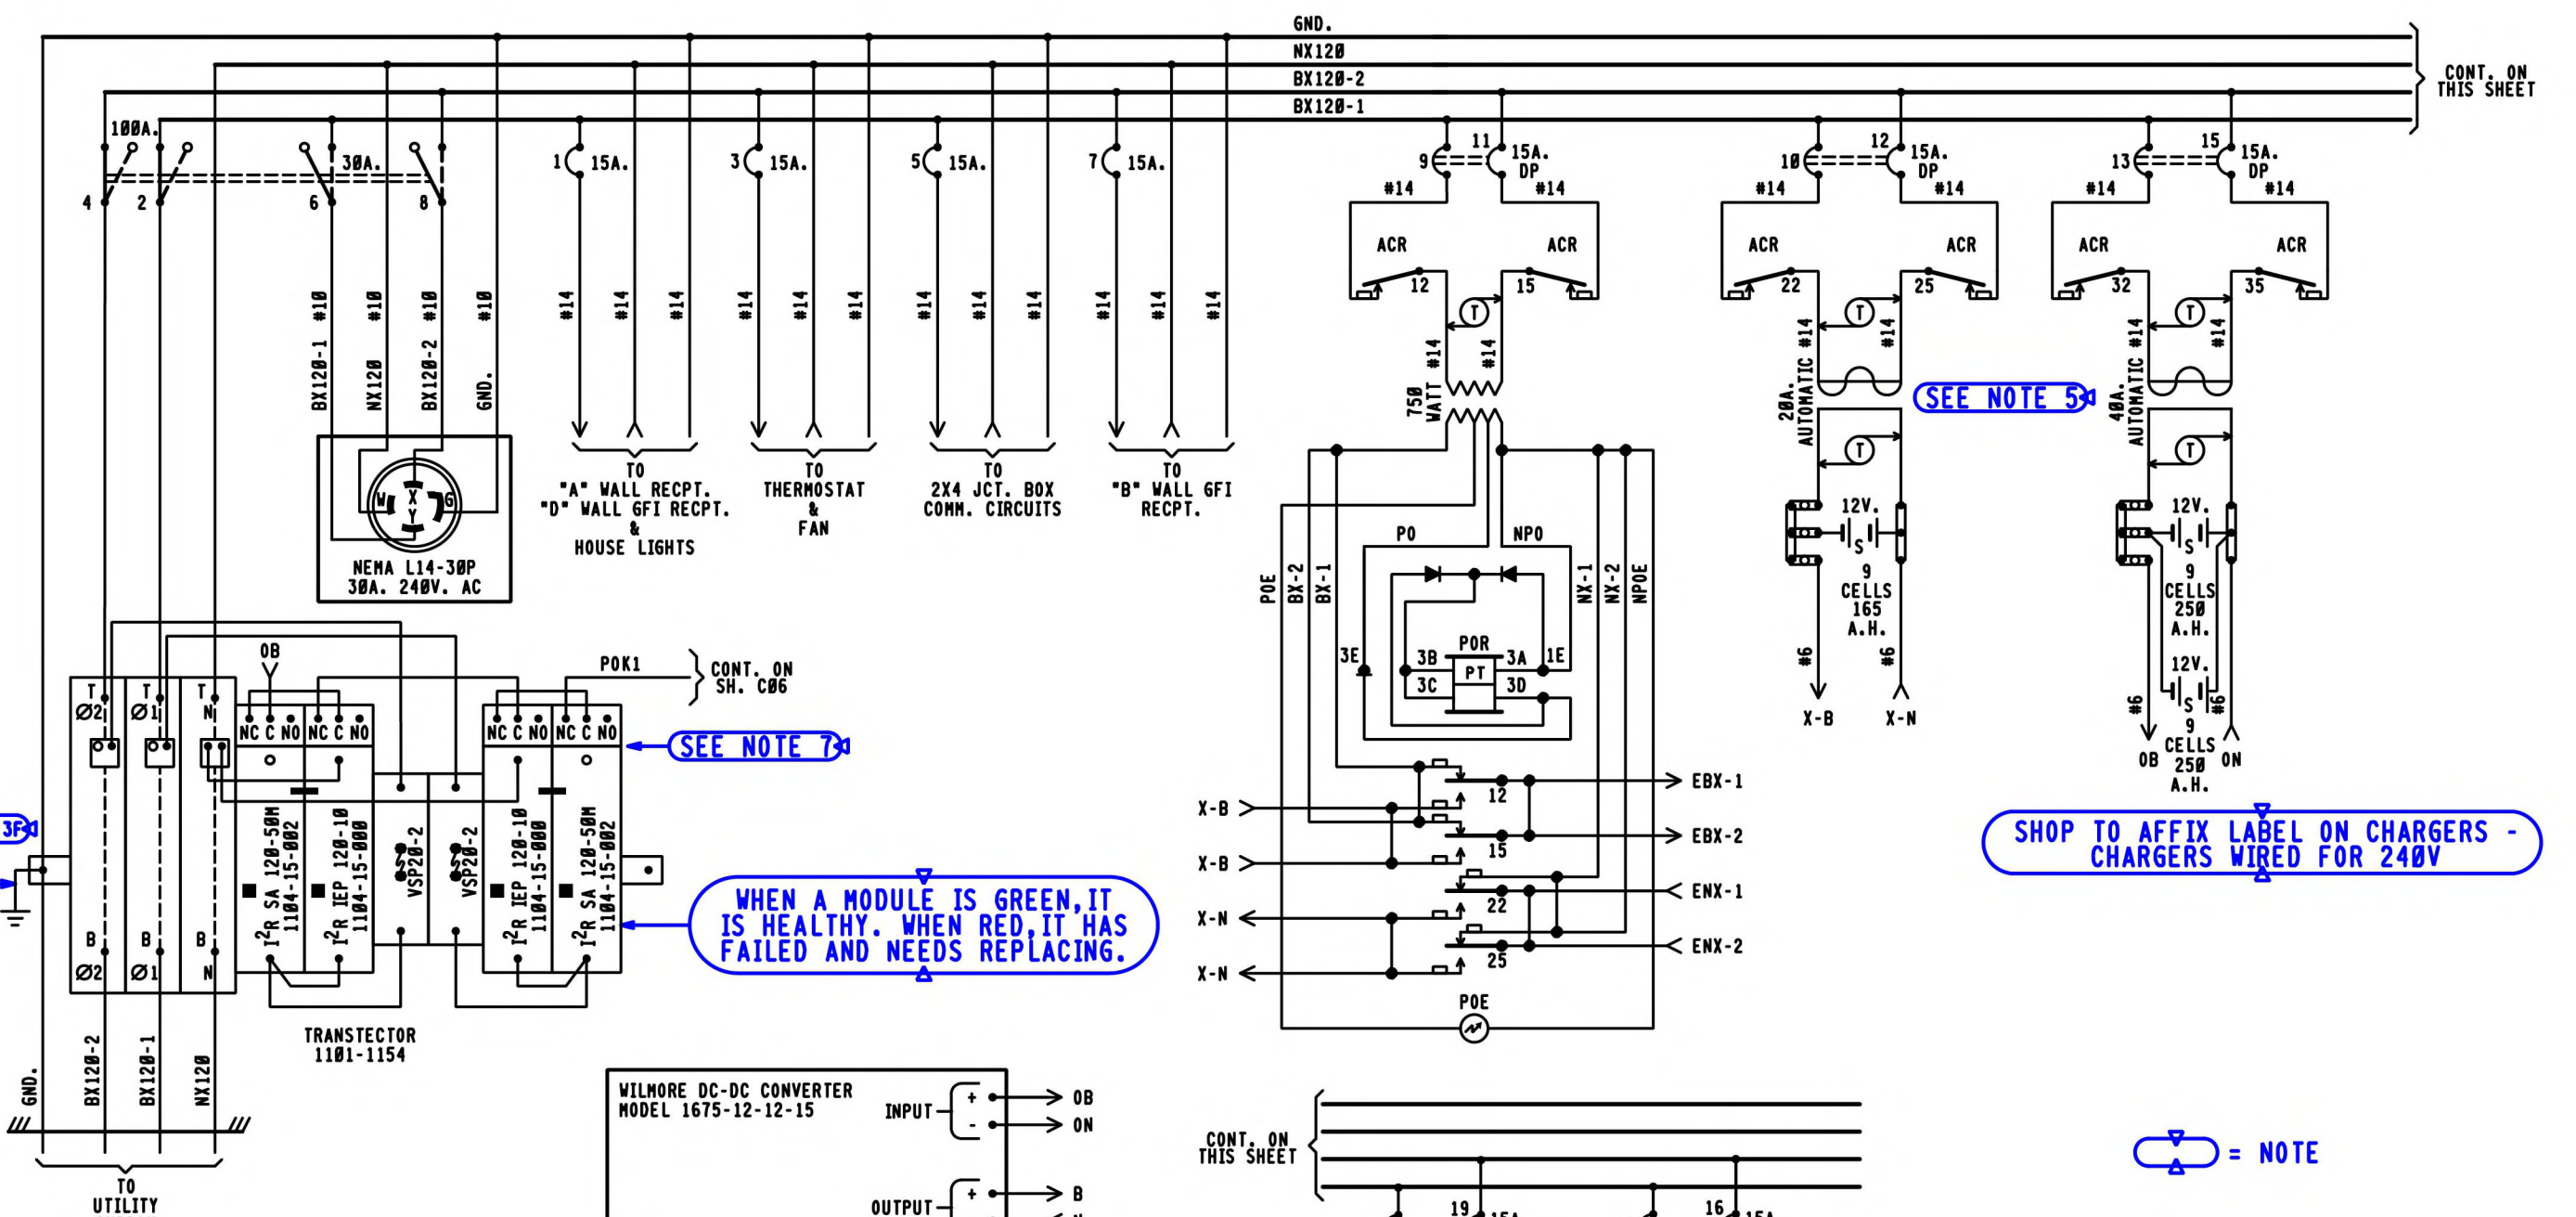 GND.
NX120
BX120-2
BX120-1
CONT. ON
THIS SHEET
100A.
30A.
4
2
6
8
1
15A.
3
15A.
5
15A.
7
15A.
9
11
15A.
DP
10
12
15A.
DP
13
15
15A.
DP
#14
#14
#14
#14
#14
#14
ACR
ACR
ACR
ACR
ACR
ACR
12
15
22
25
32
35
T
T
T
BX120-1 #10
NX120 #10
BX120-2 #10
GND. #10
#14
#14
#14
#14
#14
#14
#14
#14
#14
#14
#14
#14
#14
#14
750
WATT
20A.
AUTOMATIC #14
#14
SEE NOTE 5
40A.
AUTOMATIC #14
#14
T
T
W
X
Y
G
NEMA L14-30P
30A. 240V. AC
TO
"A" WALL RECPT.
"D" WALL GFI RECPT.
&
HOUSE LIGHTS
TO
THERMOSTAT
&
FAN
TO
2X4 JCT. BOX
COMM. CIRCUITS
TO
"B" WALL GFI
RECPT.
PO
NPO
POE
BX-2
BX-1
NX-1
NX-2
NPOE
POR
PT
3E
3B
3A
1E
3C
3D
12V.
S
9
CELLS
165
A.H.
#6
#6
X-B
X-N
12V.
S
9
CELLS
250
A.H.
12V.
S
#6
#6
9
CELLS
250
A.H.
OB
ON
OB
POK1
CONT. ON
SH. C06
T
Ø2
T
Ø1
T
N
NC C NO
NC C NO
NC C NO
NC C NO
SEE NOTE 7
3F
I2R SA 120-50M
1104-15-002
I2R IEP 120-10
1104-15-000
VSP20-2
VSP20-2
I2R IEP 120-10
1104-15-000
I2R SA 120-50M
1104-15-002
B
Ø2
B
Ø1
B
N
WHEN A MODULE IS GREEN,IT
IS HEALTHY. WHEN RED,IT HAS
FAILED AND NEEDS REPLACING.
X-B
X-B
X-N
X-N
12
15
22
25
EBX-1
EBX-2
ENX-1
ENX-2
POE
SHOP TO AFFIX LABEL ON CHARGERS -
CHARGERS WIRED FOR 240V
TRANSTECTOR
1101-1154
GND.
BX120-2
BX120-1
NX120
TO
UTILITY
WILMORE DC-DC CONVERTER
MODEL 1675-12-12-15
INPUT
+
-
OB
ON
OUTPUT
+
B
CONT. ON
THIS SHEET
19
15A
16
15A
= NOTE